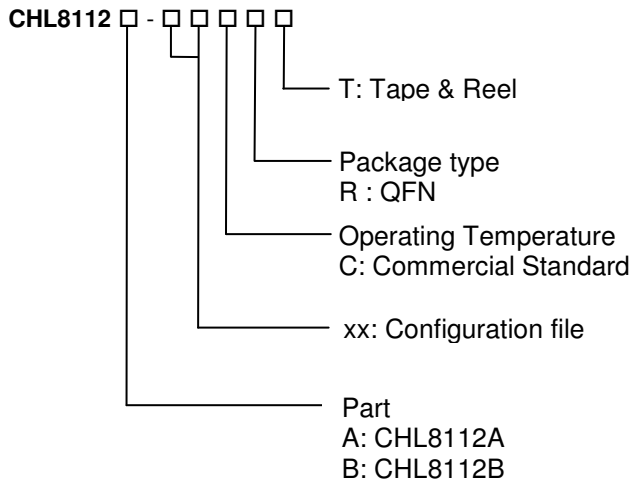 CHL8112 □ - □ □ □ □ □
T: Tape & Reel
Package type
R : QFN
Operating Temperature
C: Commercial Standard
xx: Configuration file
Part
A: CHL8112A
B: CHL8112B